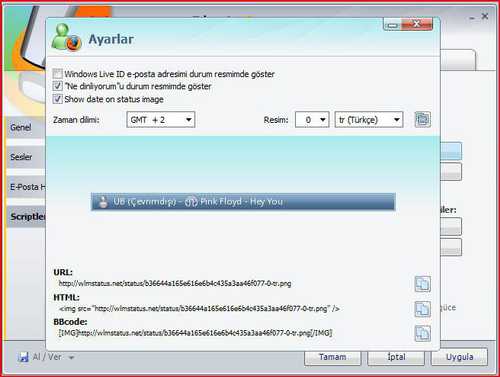 Ayarlar
Windows Live ID e-posta adresimi durum resmimde göster
"Ne dinliyorum"u durum resmimde göster
Show date on status image
Zaman dilimi: GMT + 2 Resim: 0 tr (Türkçe)
Genel
Sesler
E-Posta H
Scriptler
iler:
UB (Çevrimdışı) - Pink Floyd - Hey You
URL:
http://wlmstatus.net/status/b36644a165e616e6b4c435a3aa46f077-0-tr.png
HTML:
<img src="http://wlmstatus.net/status/b36644a165e616e6b4c435a3aa46f077-0-tr.png" />
güce
BBcode:
[IMG]http://wlmstatus.net/status/b36644a165e616e6b4c435a3aa46f077-0-tr.png[/IMG]
Al / Ver Tamam İptal Uygula